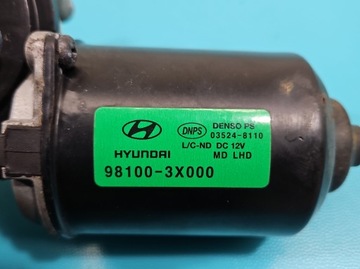 DNPS DENSO PS
03524-8110
HYUNDAI L/C-ND DC 12V
MD LHD
98100-3X000